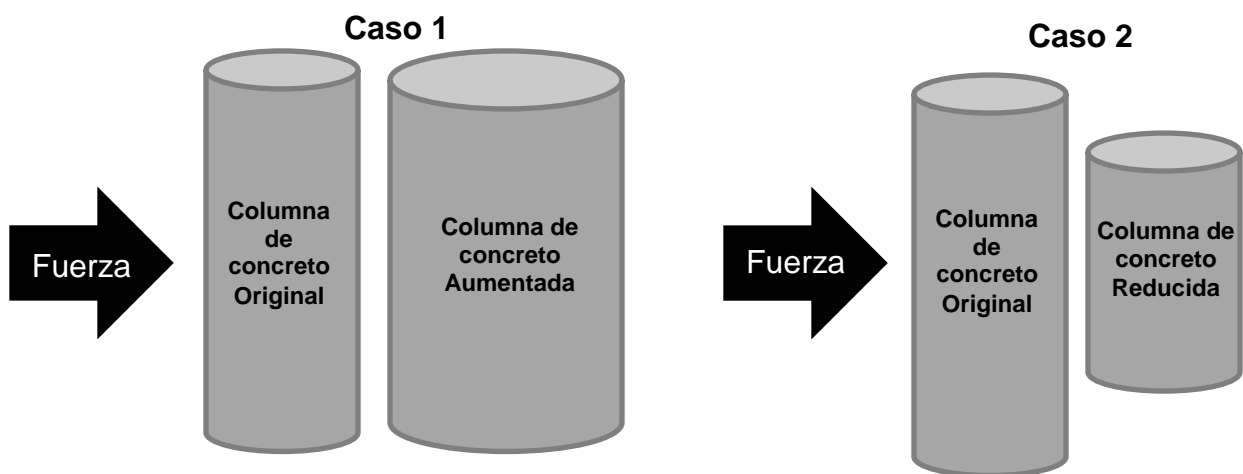 Caso 1
Fuerza
Columna
de
concreto
Original
Columna de
concreto
Aumentada
Caso 2
Fuerza
Columna
de
concreto
Original
Columna de
concreto
Reducida